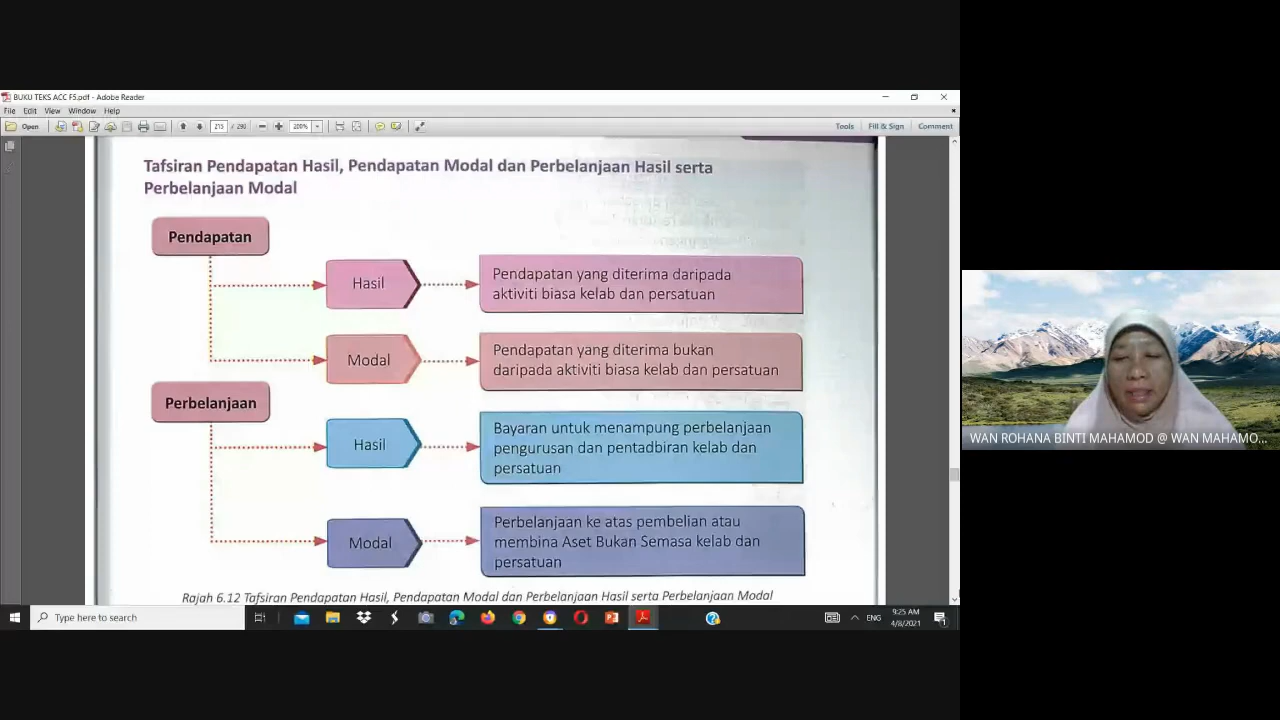 BUKU TEKS ACC F5.pdf - Adobe Reader
File Edit View Window Help
Open
215 / 290
200%
Tools Fill & Sign Comment
Tafsiran Pendapatan Hasil, Pendapatan Modal dan Perbelanjaan Hasil serta
Perbelanjaan Modal
Pendapatan
Hasil
Pendapatan yang diterima daripada
aktiviti biasa kelab dan persatuan
Modal
Pendapatan yang diterima bukan
daripada aktiviti biasa kelab dan persatuan
Perbelanjaan
Hasil
Bayaran untuk menampung perbelanjaan
pengurusan dan pentadbiran kelab dan
persatuan
Modal
Perbelanjaan ke atas pembelian atau
membina Aset Bukan Semasa kelab dan
persatuan
Rajah 6.12 Tafsiran Pendapatan Hasil, Pendapatan Modal dan Perbelanjaan Hasil serta Perbelanjaan Modal
WAN ROHANA BINTI MAHAMOD @ WAN MAHAMO...
Type here to search
ENG
9:25 AM
4/8/2021